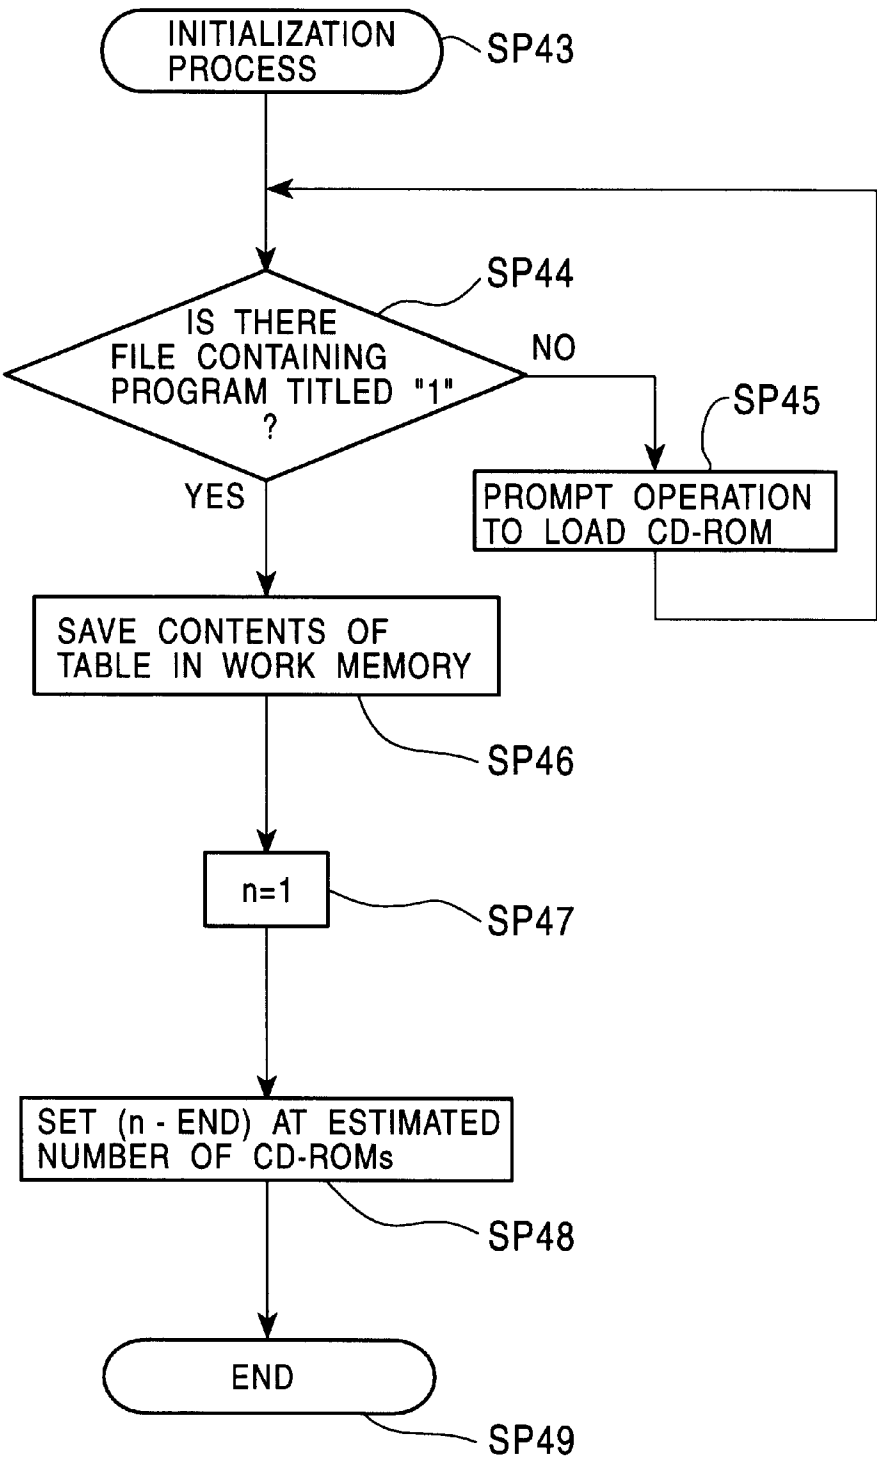 INITIALIZATION
PROCESS
SP43
SP44
IS THERE
FILE CONTAINING
PROGRAM TITLED "1"
?
NO
YES
SP45
PROMPT OPERATION
TO LOAD CD-ROM
SAVE CONTENTS OF
TABLE IN WORK MEMORY
SP46
n=1
SP47
SET (n - END) AT ESTIMATED
NUMBER OF CD-ROMs
SP48
END
SP49